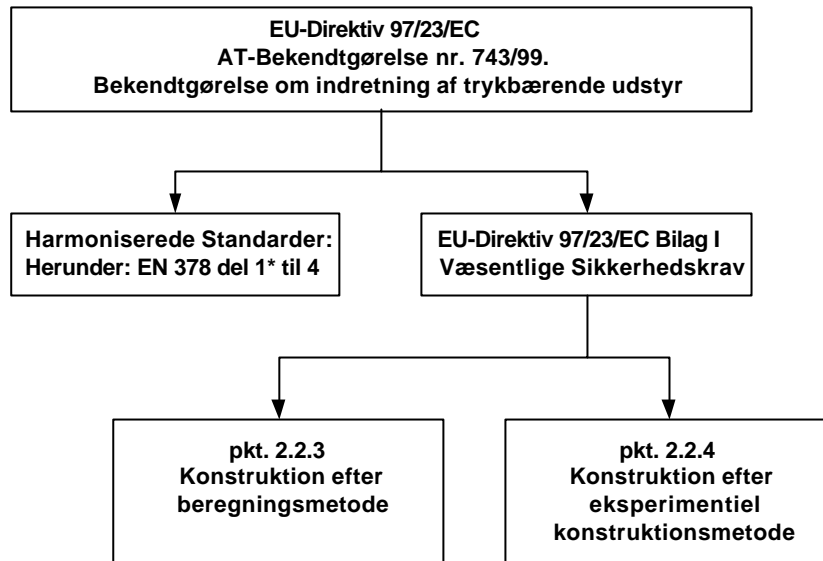 EU-Direktiv 97/23/EC
AT-Bekendtgørelse nr. 743/99.
Bekendtgørelse om indretning af trykbærende udstyr
Harmoniserede Standarder:
Herunder: EN 378 del 1* til 4
EU-Direktiv 97/23/EC Bilag I
Væsentlige Sikkerhedskrav
pkt. 2.2.3
Konstruktion efter
beregningsmetode
pkt. 2.2.4
Konstruktion efter
eksperimentiel
konstruktionsmetode